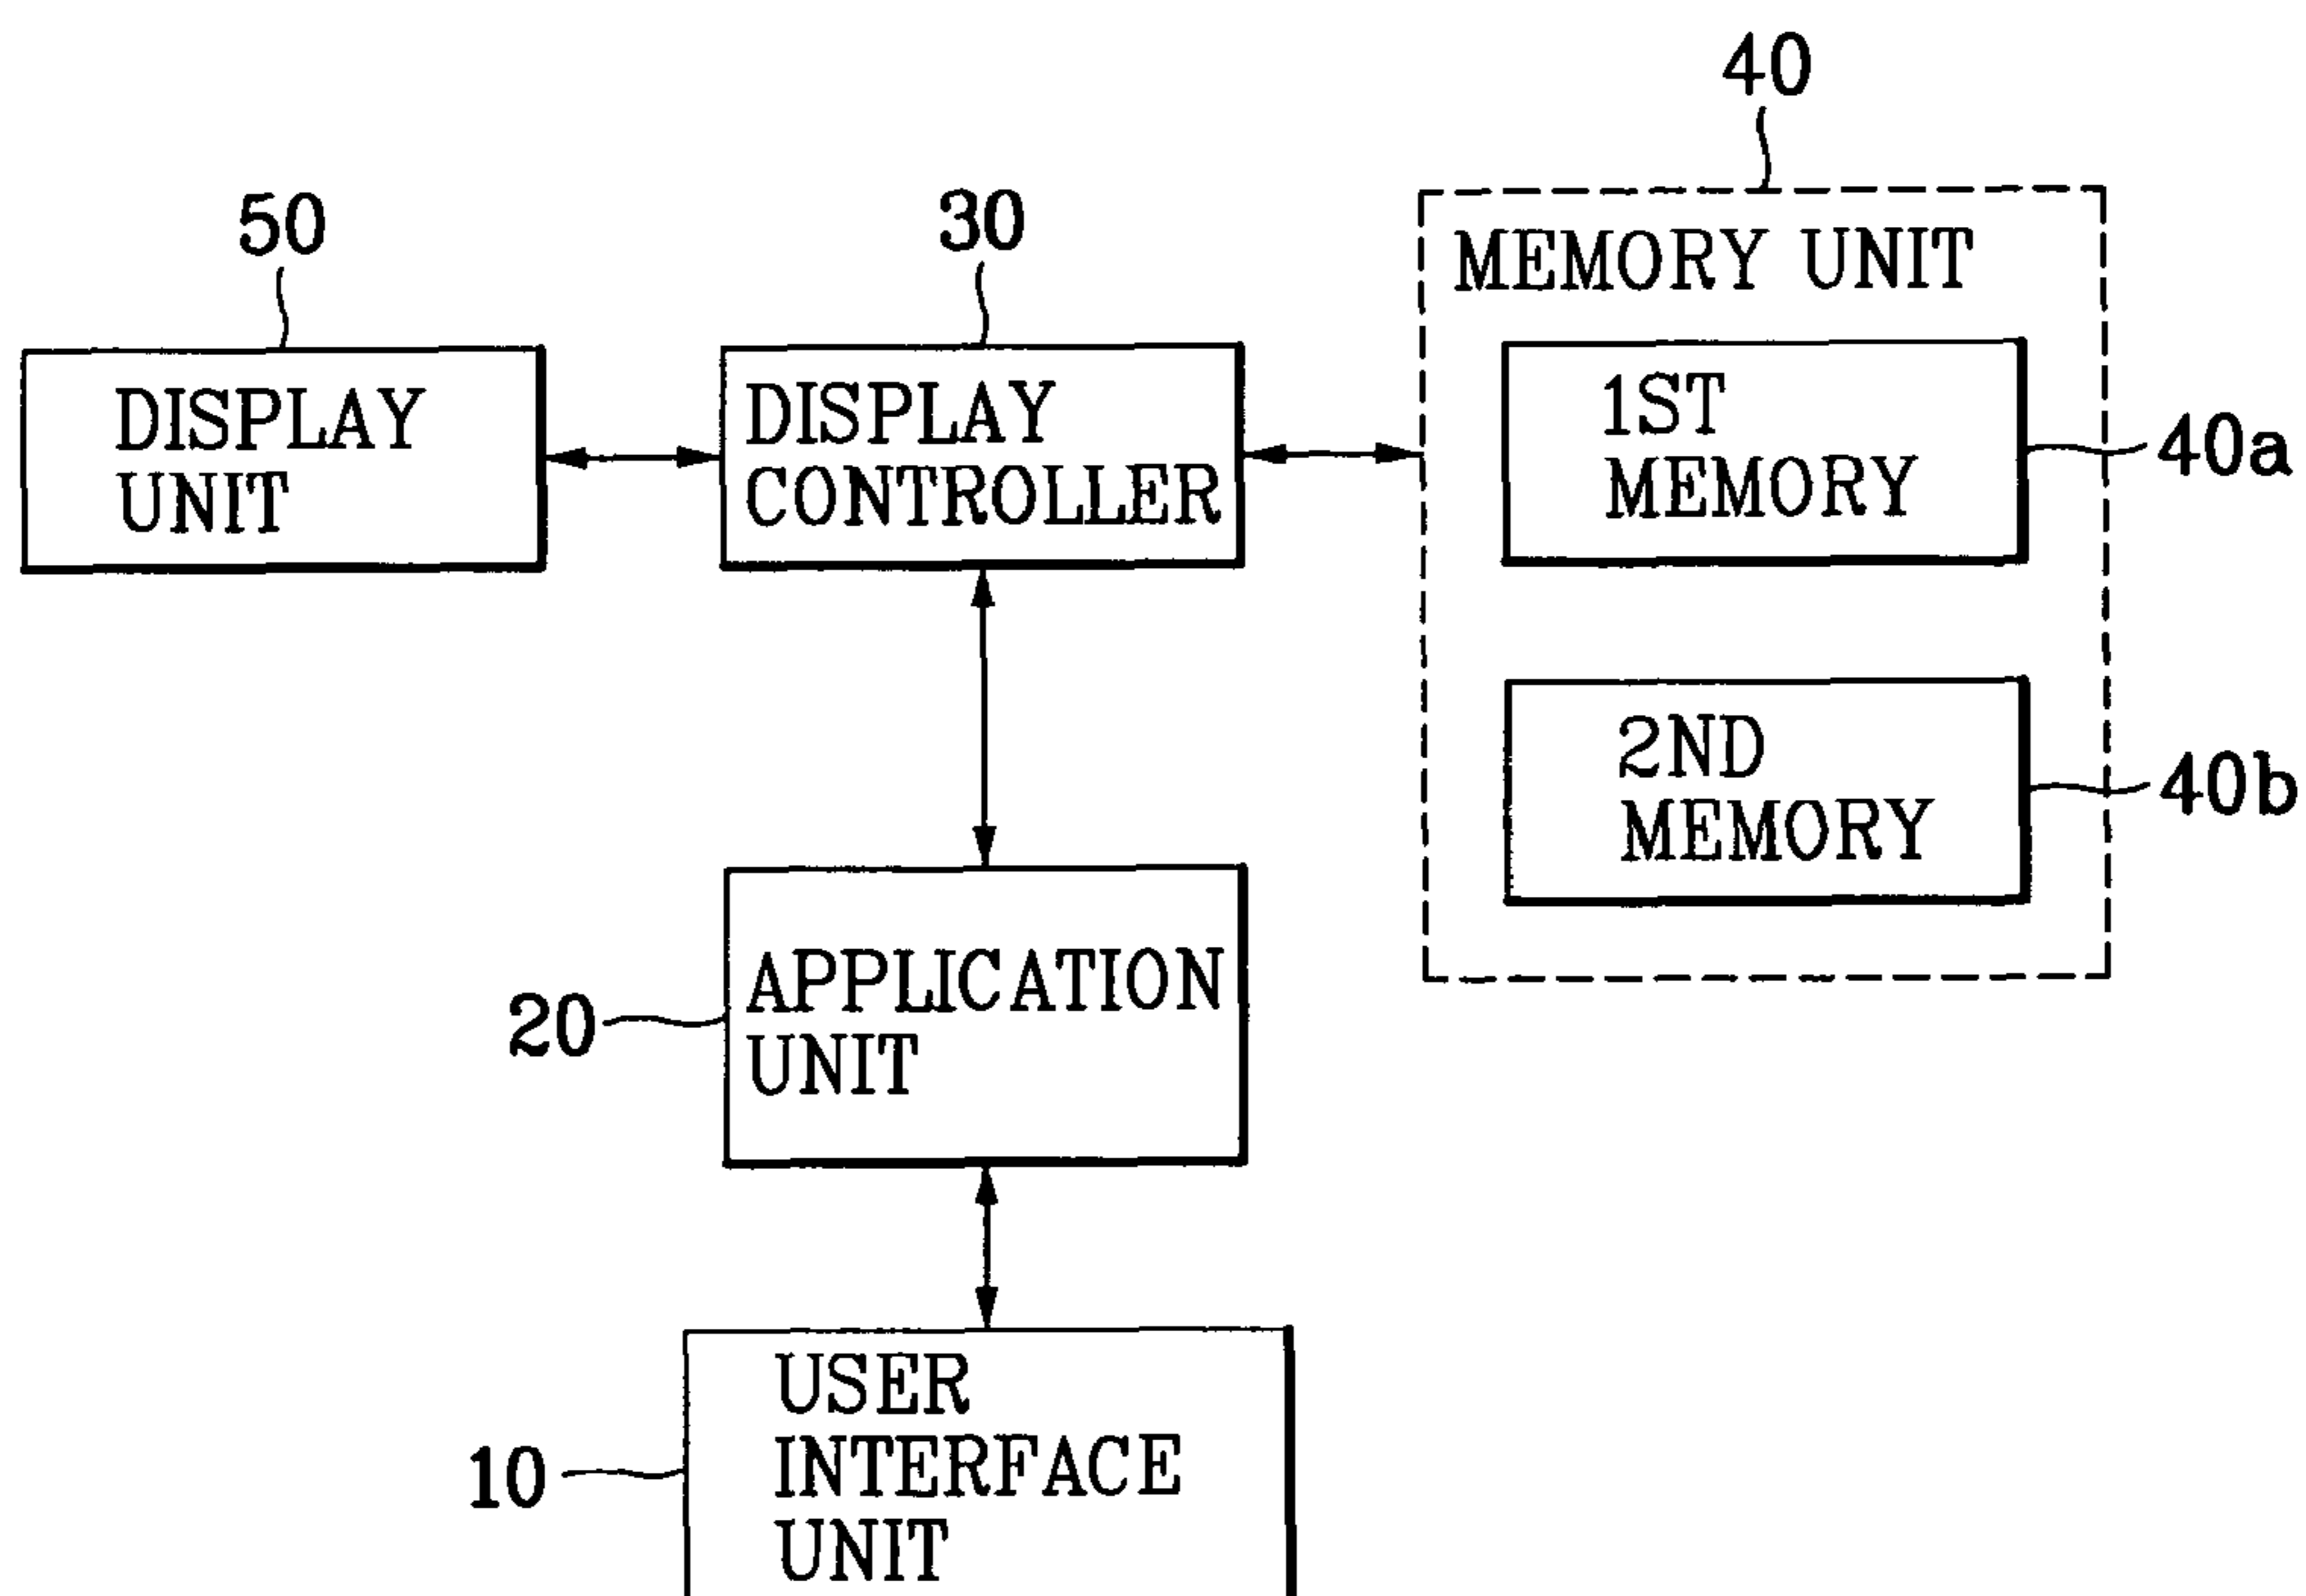 40
50
30
MEMORY UNIT
DISPLAY
UNIT
DISPLAY
CONTROLLER
1ST
MEMORY
40a
2ND
MEMORY
40b
20
APPLICATION
UNIT
10
USER
INTERFACE
UNIT